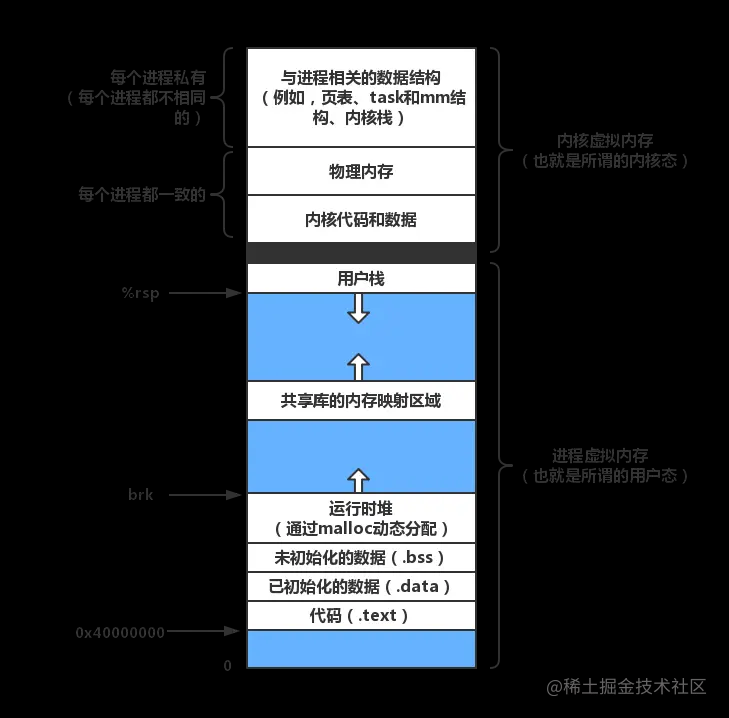 每个进程私有
（每个进程都不相同
的）
与进程相关的数据结构
（例如，页表、task和mm结
构、内核栈）
内核虚拟内存
（也就是所谓的内核态）
每个进程都一致的
物理内存
内核代码和数据
用户栈
%rsp
共享库的内存映射区域
进程虚拟内存
（也就是所谓的用户态）
brk
运行时堆
（通过malloc动态分配）
未初始化的数据（.bss）
已初始化的数据（.data）
代码（.text）
0x40000000
0
@稀土掘金技术社区